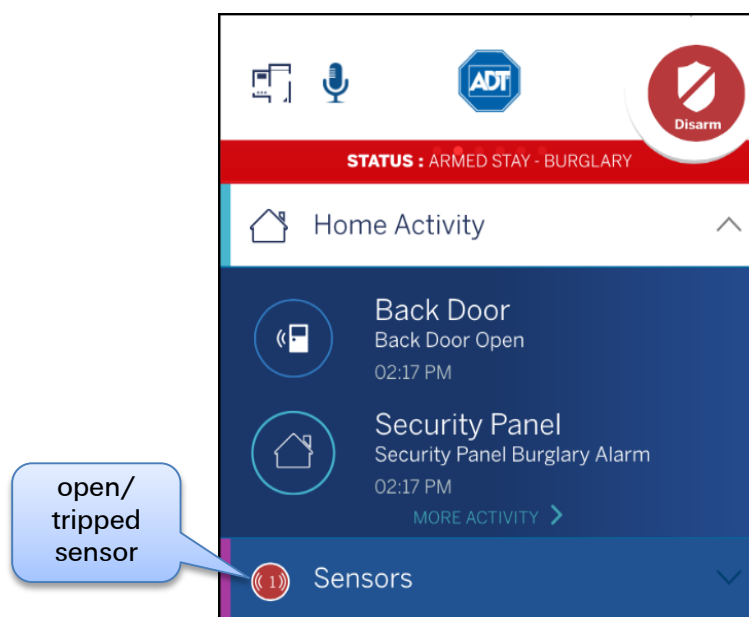 ADT
Disarm
STATUS : ARMED STAY - BURGLARY
Home Activity
Back Door
Back Door Open
02:17 PM
Security Panel
Security Panel Burglary Alarm
02:17 PM
MORE ACTIVITY
open/
tripped
sensor
1
Sensors